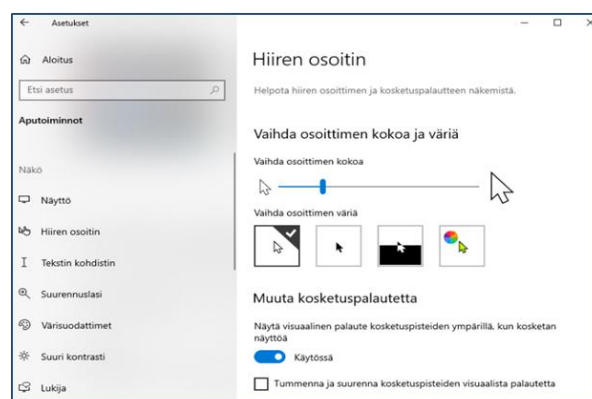 Asetukset
Aloitus
Etsi asetus
Aputoiminnot
Näkö
Näyttö
Hiiren osoitin
Tekstin kohdistin
Suurennuslasi
Värisuodattimet
Suuri kontrasti
Lukija
Hiiren osoitin
Helpota hiiren osoittimen ja kosketuspalautteen näkemistä.
Vaihda osoittimen kokoa ja väriä
Vaihda osoittimen kokoa
Vaihda osoittimen väriä
Muuta kosketuspalautetta
Näytä visuaalinen palaute kosketuspisteiden ympärillä, kun kosketan
näyttöä
Käytössä
Tummenna ja suurenna kosketuspisteiden visuaalista palautetta